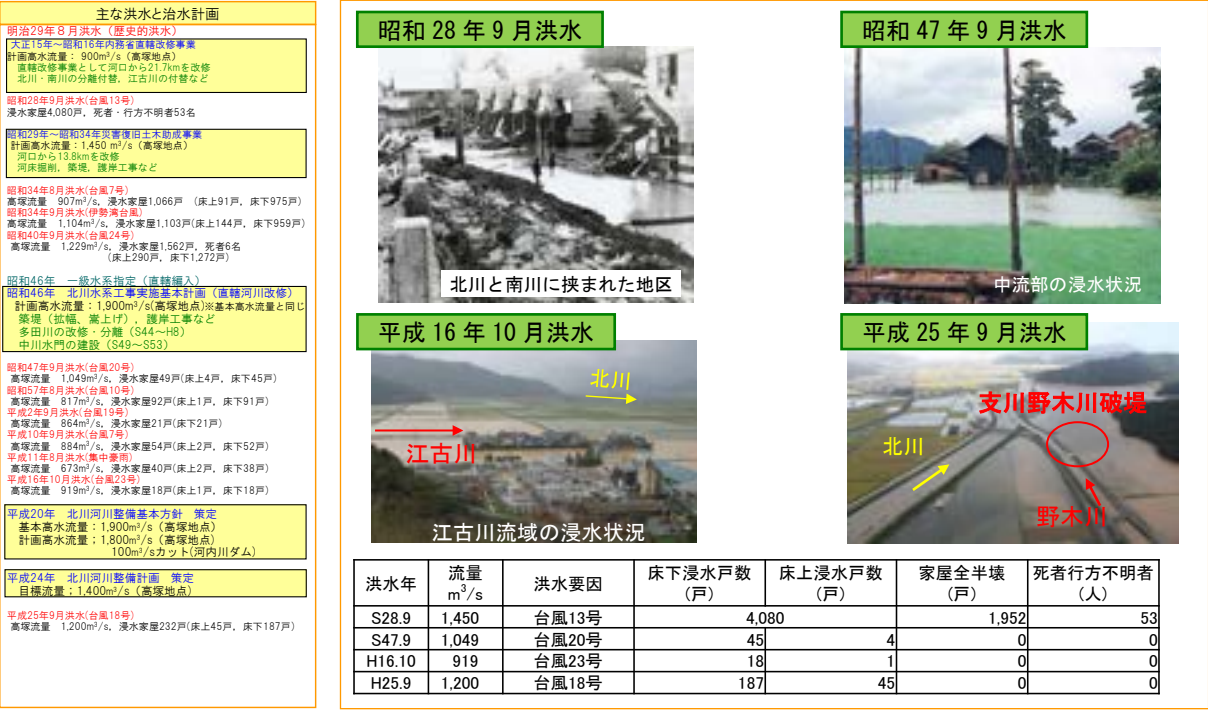 主な洪水と治水計画
明治29年８月洪水（歴史的洪水）
大正15年～昭和16年内務省直轄改修事業
計画高水流量： 900m³/s（高塚地点）
直轄改修事業として河口から21.7kmを改修
北川・南川の分離付替、江古川の付替など
昭和28年9月洪水(台風13号)
浸水家屋4,080戸，死者・行方不明者53名
昭和29年～昭和34年災害復旧土木助成事業
計画高水流量：1,450 m³/s（高塚地点）
河口から13.8kmを改修
河床掘削，築堤，護岸工事など
昭和34年8月洪水(台風7号)
高塚流量　907m³/s，浸水家屋1,066戸 （床上91戸，床下975戸）
昭和34年9月洪水(伊勢湾台風)
高塚流量　1,104m³/s，浸水家屋1,103戸(床上144戸，床下959戸)
昭和40年9月洪水(台風24号)
高塚流量　1,229m³/s，浸水家屋1,562戸，死者6名
（床上290戸，床下1,272戸）
昭和46年　一級水系指定（直轄編入）
昭和46年　北川水系工事実施基本計画（直轄河川改修）
計画高水流量：1,900m³/s(高塚地点)※基本高水流量と同じ
築堤（拡幅、嵩上げ），護岸工事など
多田川の改修・分離（S44～H8）
中川水門の建設（S49～S53）
昭和47年9月洪水(台風20号)
高塚流量　1,049m³/s，浸水家屋49戸(床上4戸，床下45戸)
昭和57年8月洪水(台風10号)
高塚流量　817m³/s，浸水家屋92戸(床上1戸，床下91戸)
平成2年9月洪水(台風19号)
高塚流量　864m³/s，浸水家屋21戸(床下21戸)
平成10年9月洪水(台風7号)
高塚流量　884m³/s，浸水家屋54戸(床上2戸，床下52戸)
平成11年8月洪水(集中豪雨)
高塚流量　673m³/s，浸水家屋40戸(床上2戸，床下38戸)
平成16年10月洪水(台風23号)
高塚流量　919m³/s，浸水家屋18戸(床上1戸，床下18戸)
平成20年　北川河川整備基本方針　策定
基本高水流量；1,900m³/s（高塚地点）
計画高水流量；1,800m³/s（高塚地点）
100m³/sカット(河内川ダム)
平成24年　北川河川整備計画　策定
目標流量；1,400m³/s（高塚地点）
平成25年9月洪水(台風18号)
高塚流量　1,200m³/s，浸水家屋232戸(床上45戸，床下187戸)
昭和 28 年 9 月洪水
北川と南川に挟まれた地区
昭和 47 年 9 月洪水
中流部の浸水状況
平成 16 年 10 月洪水
北川
江古川
江古川流域の浸水状況
平成 25 年 9 月洪水
支川野木川破堤
北川
野木川
洪水年 流量 m³/s 洪水要因 床下浸水戸数（戸） 床上浸水戸数（戸） 家屋全半壊（戸） 死者行方不明者（人）
S28.9 1,450 台風13号 4,080 1,952 53
S47.9 1,049 台風20号 45 4 0 0
H16.10 919 台風23号 18 1 0 0
H25.9 1,200 台風18号 187 45 0 0